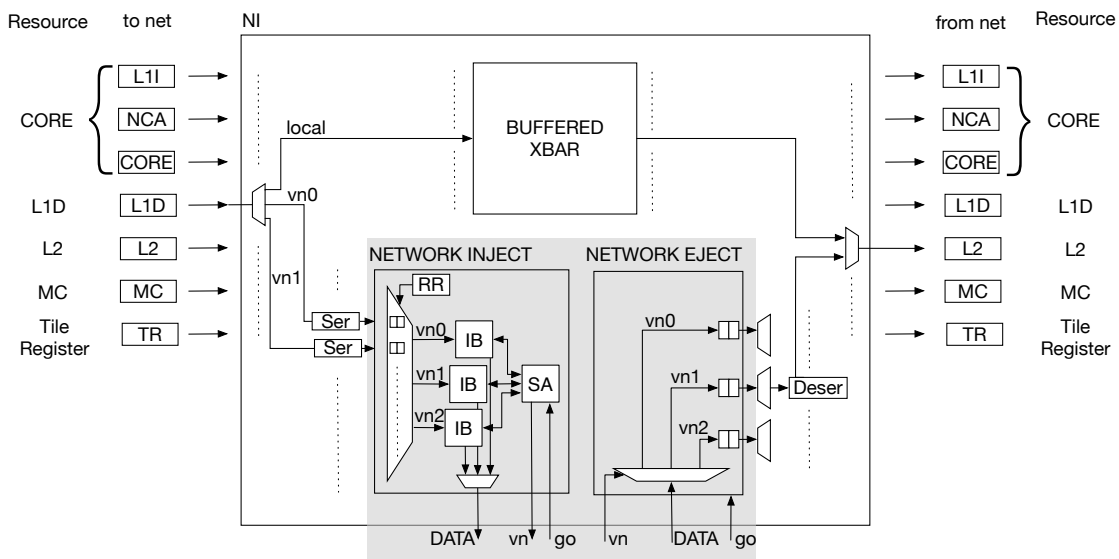 Resource
to net
NI
from net
Resource
L1I
NCA
CORE
CORE
L1D
L1D
L2
L2
MC
MC
Tile
Register
TR
local
vn0
vn1
BUFFERED
XBAR
NETWORK INJECT
RR
Ser
Ser
vn0
vn1
vn2
IB
IB
IB
SA
DATA
vn
go
NETWORK EJECT
vn0
vn1
vn2
Deser
vn
DATA
go
L1I
NCA
CORE
CORE
L1D
L1D
L2
L2
MC
MC
TR
Tile
Register